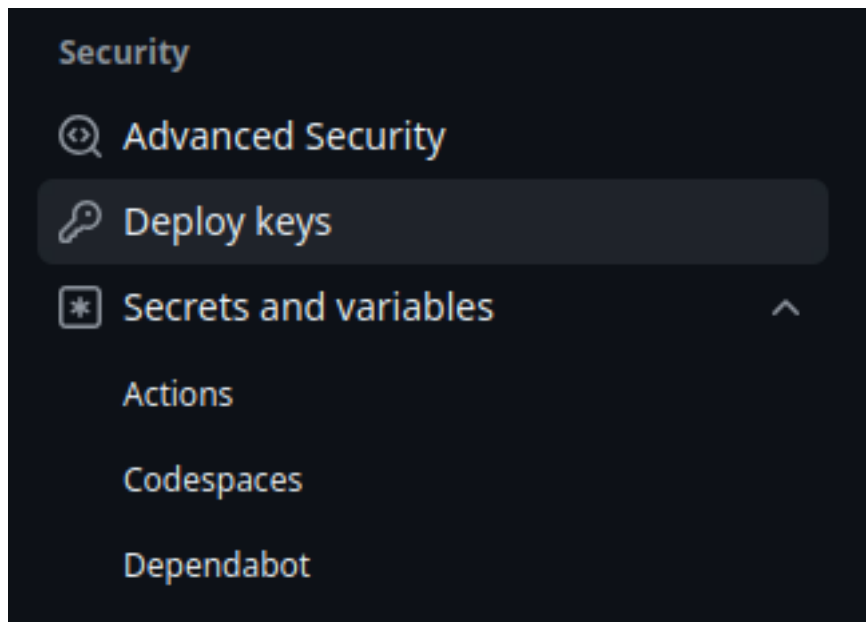 Security
Advanced Security
Deploy keys
Secrets and variables
Actions
Codespaces
Dependabot